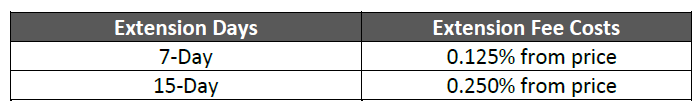 Extension Days Extension Fee Costs
7-Day 0.125% from price
15-Day 0.250% from price